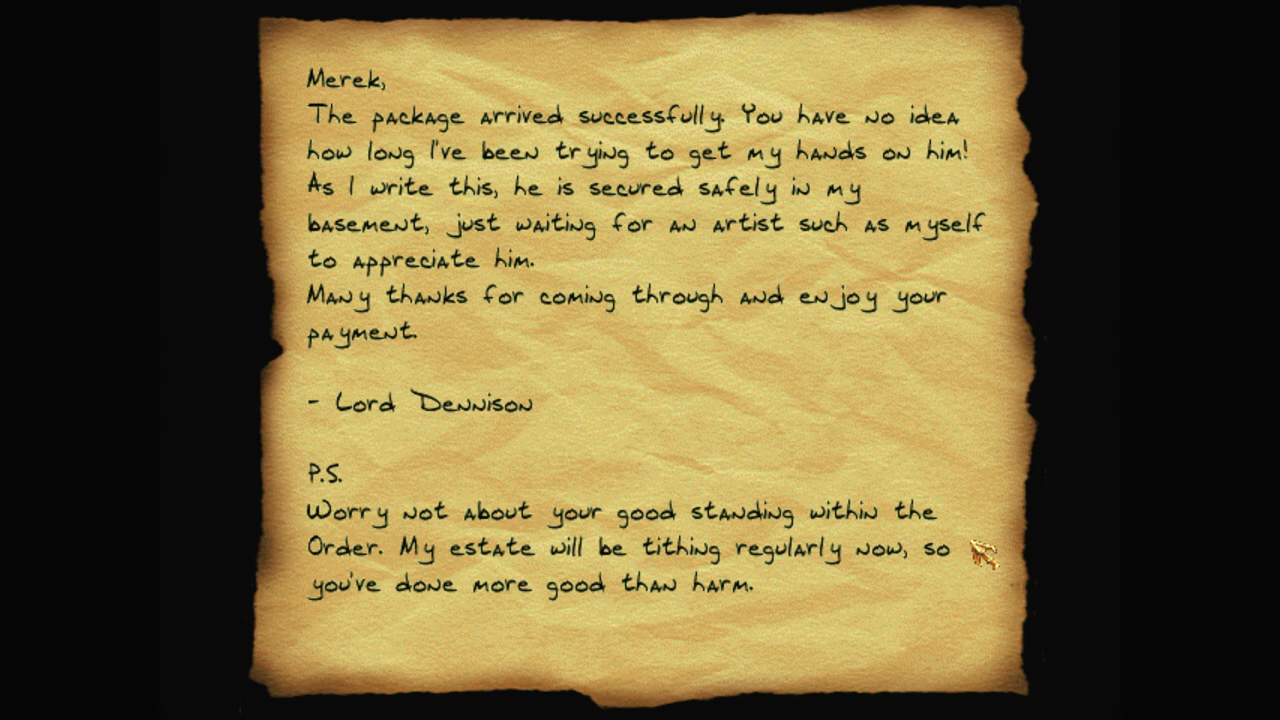 Merek,
The package arrived successfully. You have no idea
how long I've been trying to get my hands on him!
As I write this, he is secured safely in my
basement, just waiting for an artist such as myself
to appreciate him.
Many thanks for coming through and enjoy your
payment.
- Lord Dennison
P.S.
Worry not about your good standing within the
Order. My estate will be tithing regularly now, so
you've done more good than harm.